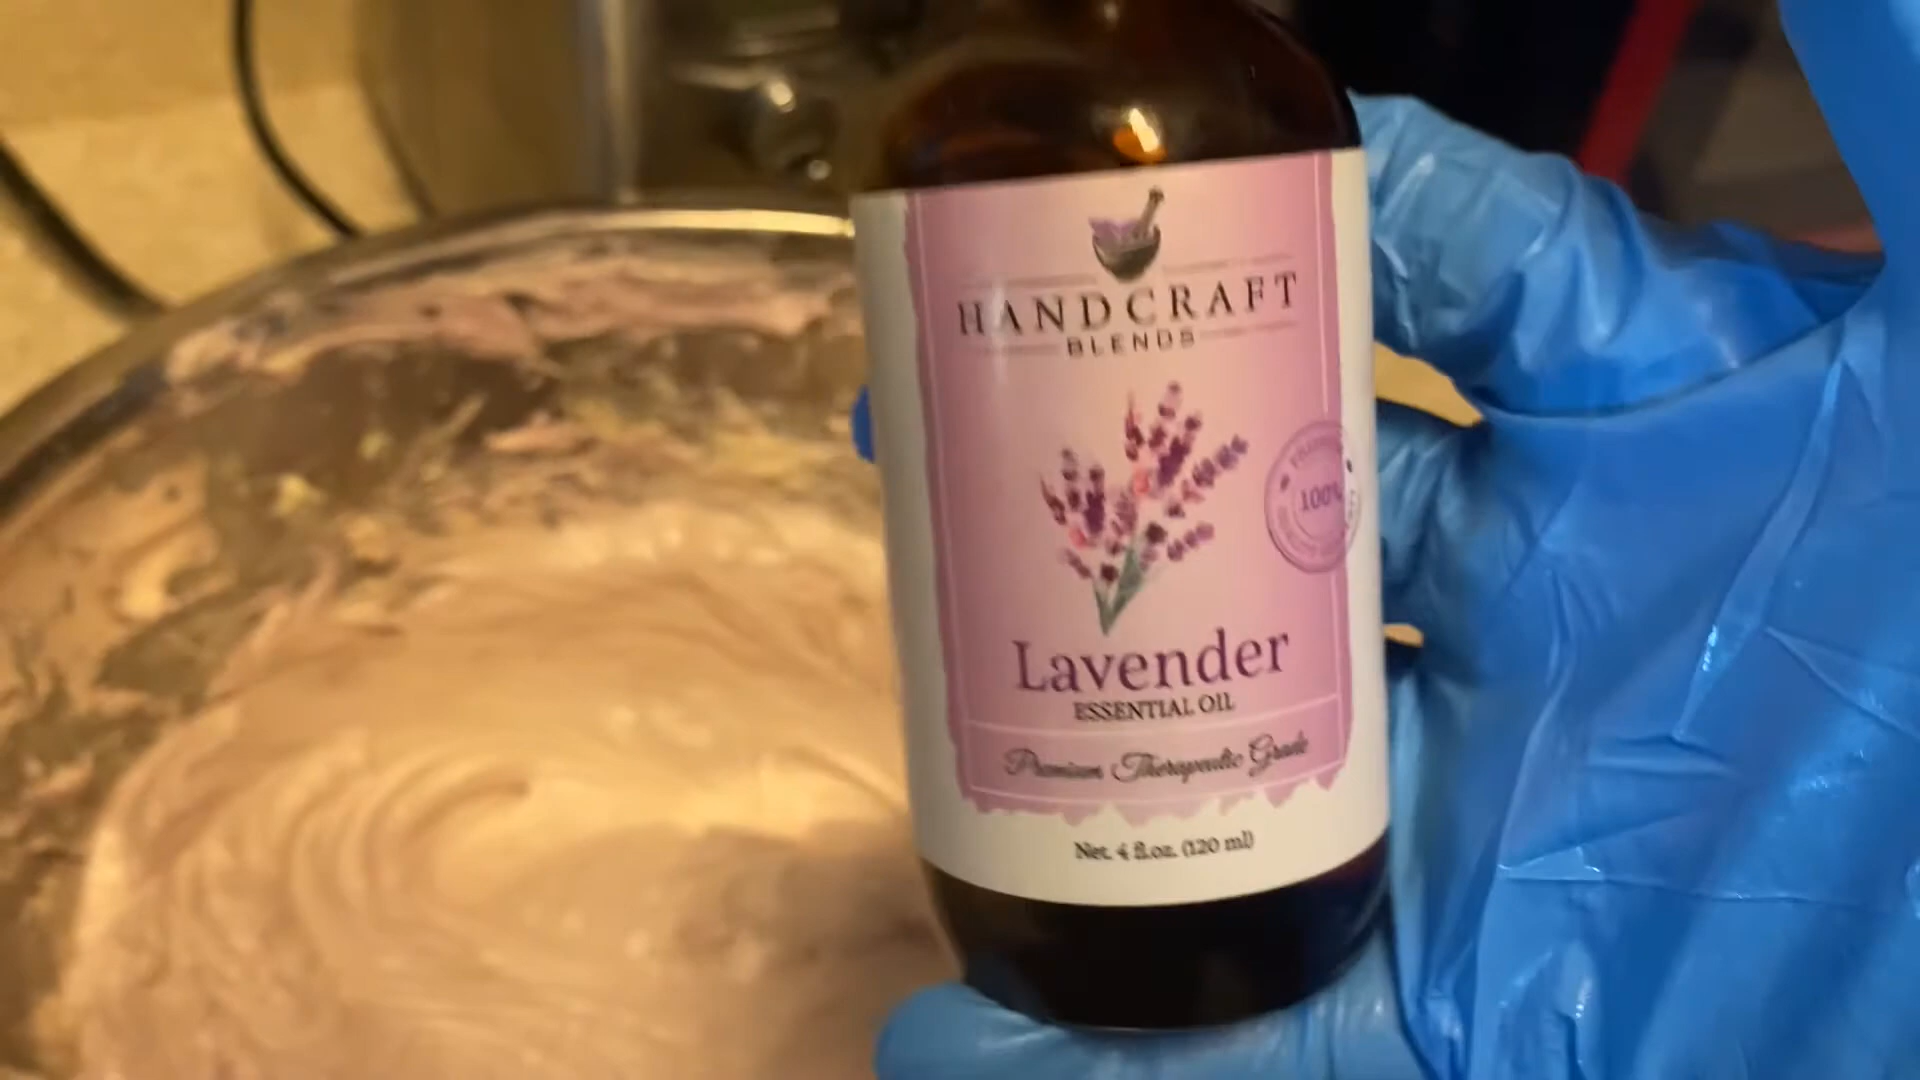 HANDCRAFT
BLENDS
100%
Lavender
ESSENTIAL OIL
Premium Therapeutic Grade
Net. 4 fl.oz. (120 ml)